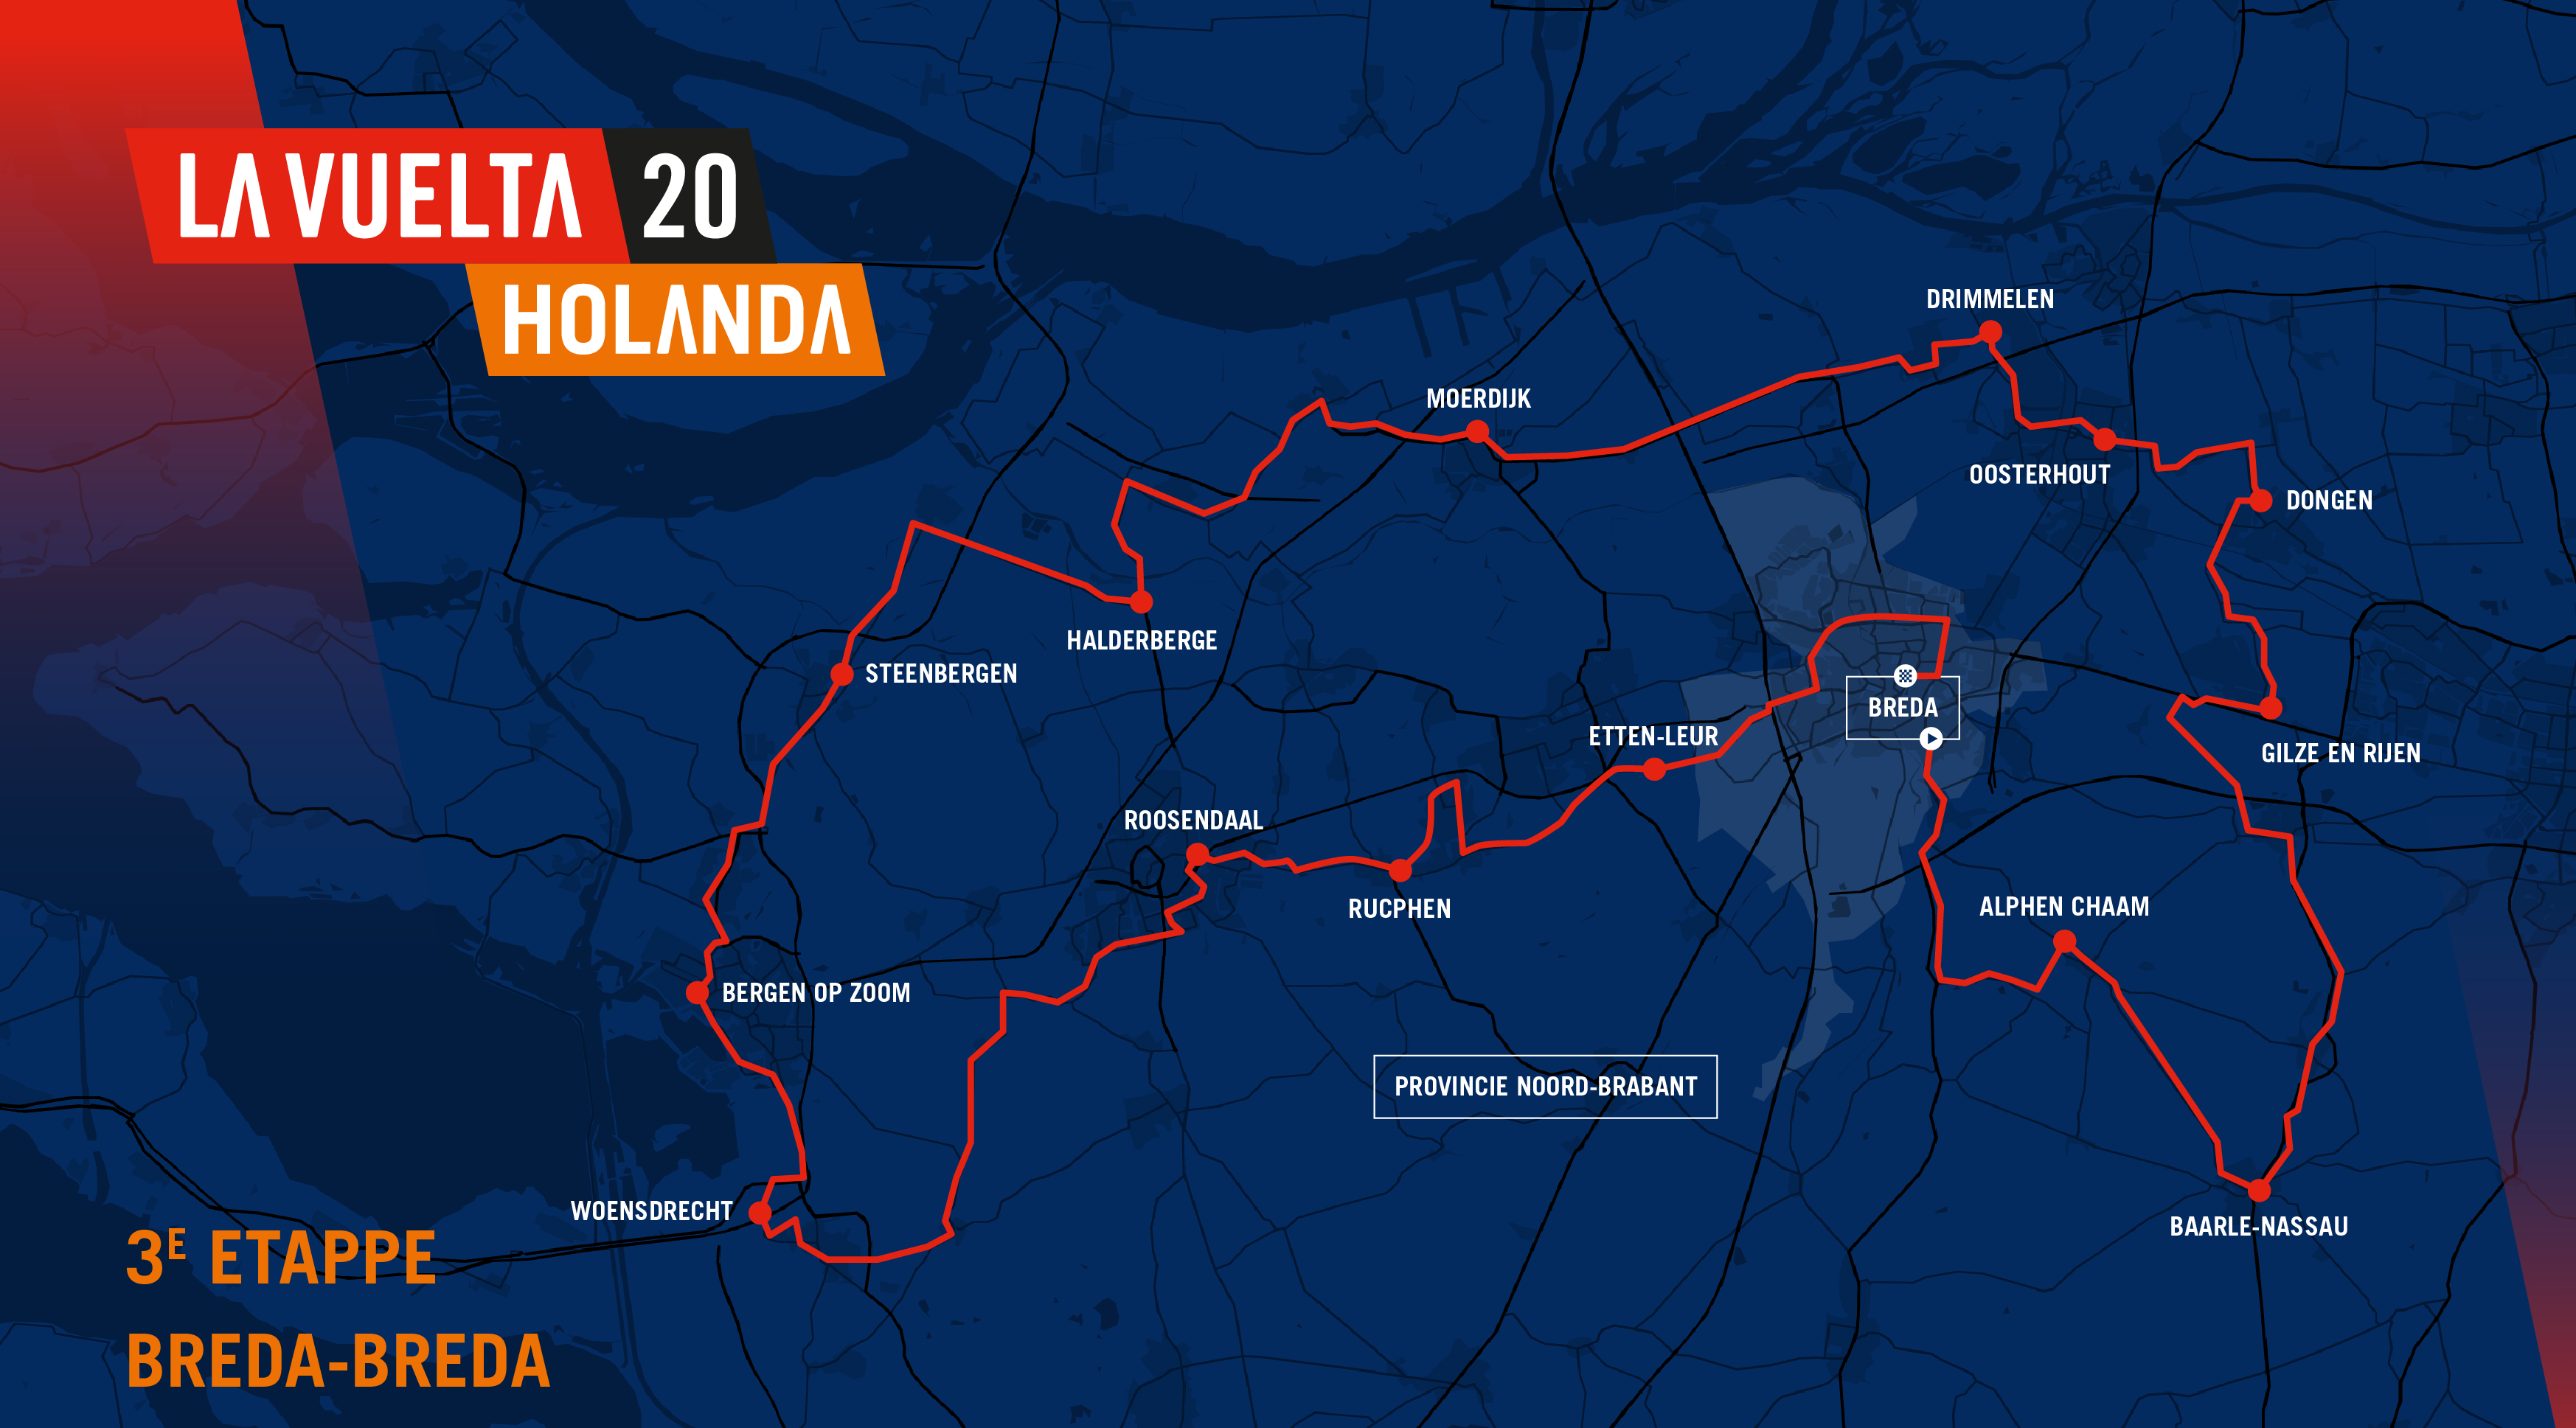 LA VUELTA 20
HOLANDA
DRIMMELEN
MOERDIJK
OOSTERHOUT
DONGEN
HALDERBERGE
STEENBERGEN
BREDA
ETTEN-LEUR
GILZE EN RIJEN
ROOSENDAAL
RUCPHEN
ALPHEN CHAAM
BERGEN OP ZOOM
PROVINCIE NOORD-BRABANT
WOENSDRECHT
BAARLE-NASSAU
3E ETAPPE
BREDA-BREDA